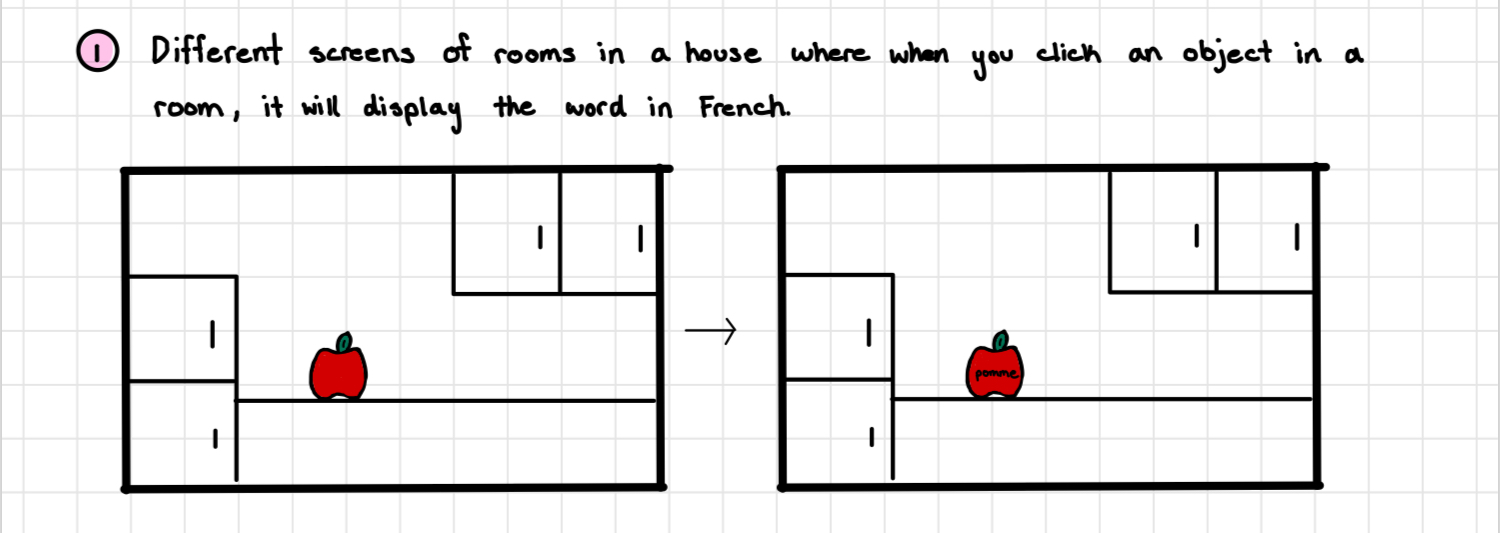 1 Different screens of rooms in a house where when you click an object in a
room, it will display the word in French.
pomme